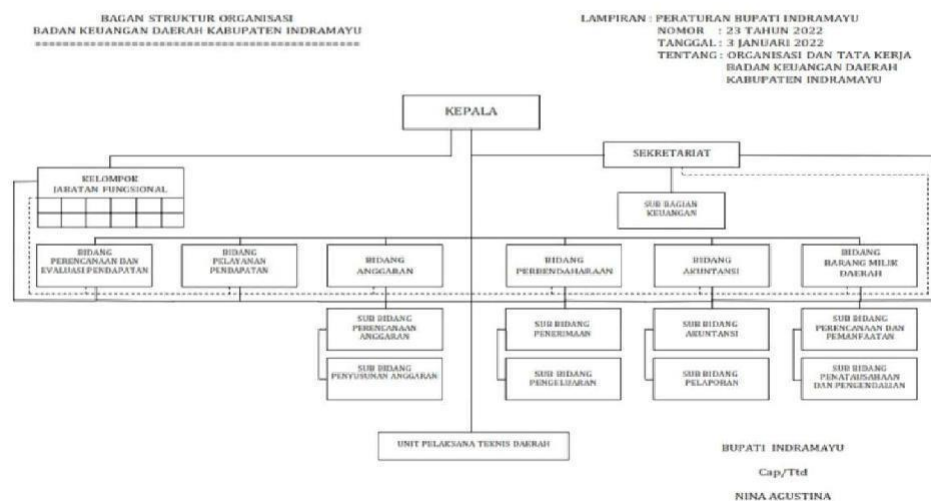 BAGAN STRUKTUR ORGANISASI
BADAN KEUANGAN DAERAH KABUPATEN INDRAMAYU
LAMPIRAN : PERATURAN BUPATI INDRAMAYU
NOMOR : 23 TAHUN 2022
TANGGAL : 3 JANUARI 2022
TENTANG : ORGANISASI DAN TATA KERJA
BADAN KEUANGAN DAERAH
KABUPATEN INDRAMAYU
KEPALA
SEKRETARIAT
KELOMPOK
JABATAN FUNGSIONAL
SUB BAGIAN
KEUANGAN
BIDANG
PERENCANAAN DAN
EVALUASI PENDAPATAN
BIDANG
PELAYANAN
PENDAPATAN
BIDANG
ANGGARAN
BIDANG
PERBENDAHARAAN
BIDANG
AKUNTANSI
BIDANG
BARANG MILIK
DAERAH
SUB BIDANG
PERENCANAAN
ANGGARAN
SUB BIDANG
PENERIMAAN
SUB BIDANG
AKUNTANSI
SUB BIDANG
PERENCANAAN DAN
PEMANFAATAN
SUB BIDANG
PENYUSUNAN ANGGARAN
SUB BIDANG
PENGELUARAN
SUB BIDANG
PELAPORAN
SUB BIDANG
PENATAUSAHAAN
DAN PENGENDALIAN
UNIT PELAKSANA TEKNIS DAERAH
BUPATI INDRAMAYU
Cap/Ttd
NINA AGUSTINA